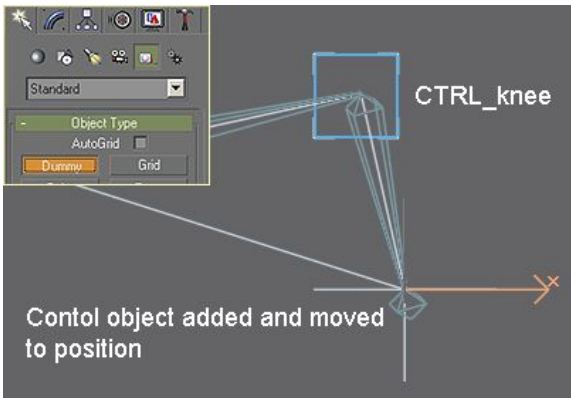 Standard
- Object Type
AutoGrid
Dummy Grid
CTRL_knee
x
Contol object added and moved
to position